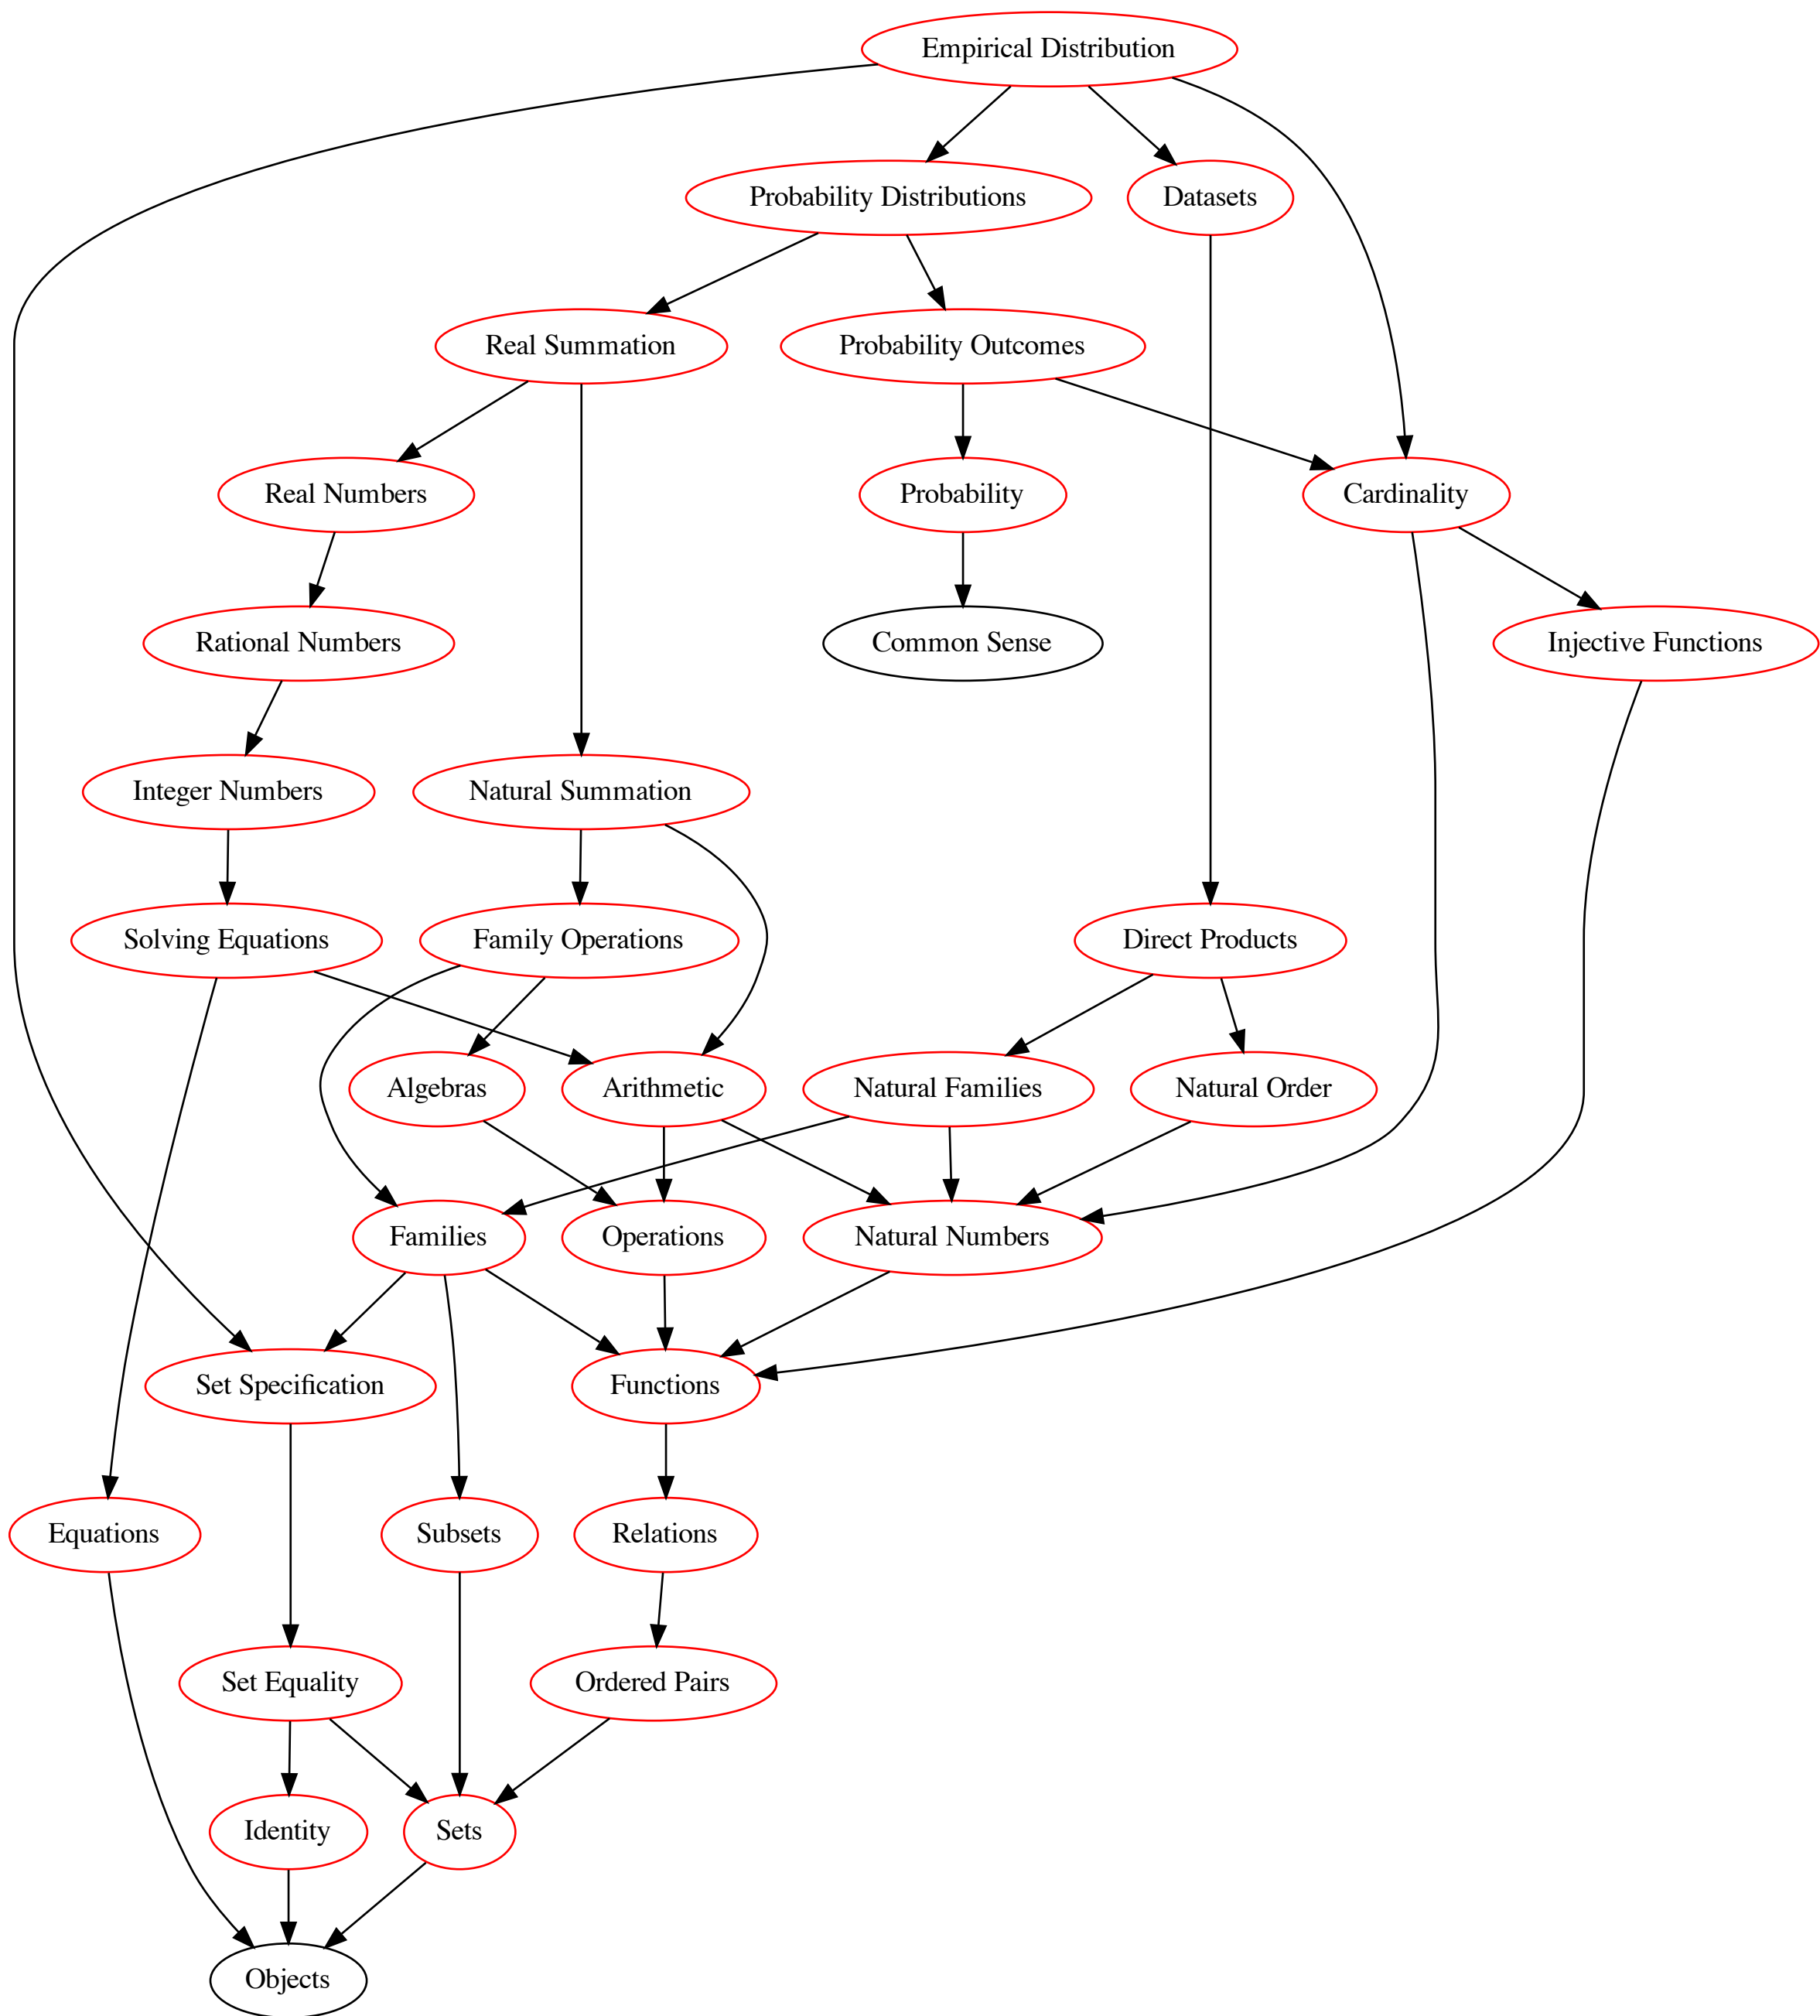 Empirical Distribution
Probability Distributions
Datasets
Real Summation
Probability Outcomes
Real Numbers
Probability
Cardinality
Rational Numbers
Common Sense
Injective Functions
Integer Numbers
Natural Summation
Solving Equations
Family Operations
Direct Products
Algebras
Arithmetic
Natural Families
Natural Order
Families
Operations
Natural Numbers
Set Specification
Functions
Equations
Subsets
Relations
Set Equality
Ordered Pairs
Identity
Sets
Objects